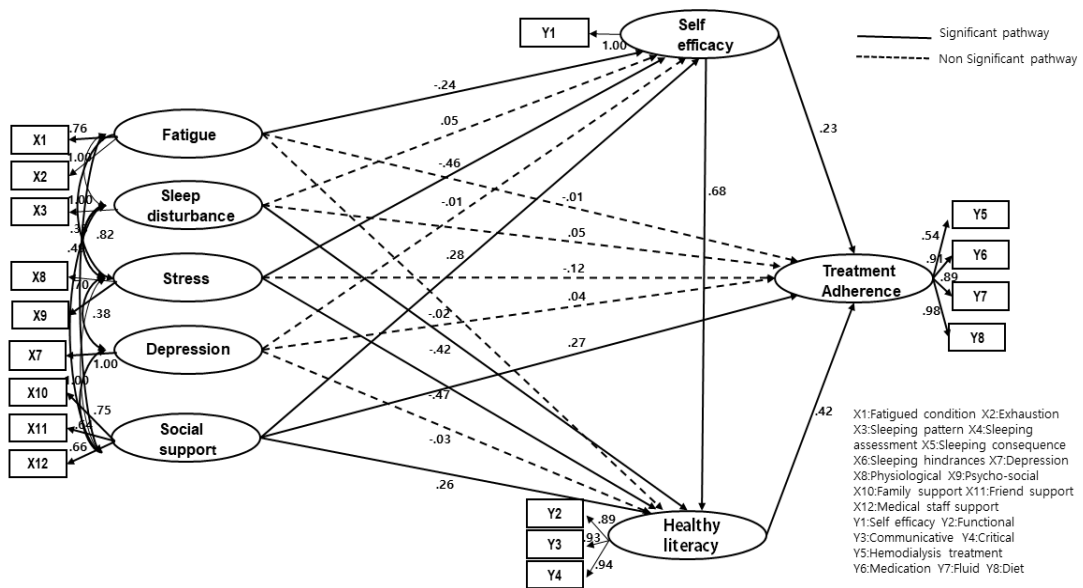 Self
efficacy
Y1
1.00
Significant pathway
Non Significant pathway
-.24
.05
-.46
.23
.76
Fatigue
X1
1.00
X2
-.01
-.01
.68
1.00
Sleep
disturbance
X3
.82
.28
.05
Y5
.54
.91
Y6
.89
Treatment
Adherence
Y7
.98
Y8
X8
.70
Stress
-.12
X9
.38
.04
-.02
-.42
X7
Depression
1.00
.27
1.00
X10
-.47
.75
X11
.64
Social
support
-.03
.42
X12
.66
.26
Y2
.89
Healthy
literacy
Y3
.93
Y4
.94
X1:Fatigued condition X2:Exhaustion
X3:Sleeping pattern X4:Sleeping
assessment X5:Sleeping consequence
X6:Sleeping hindrances X7:Depression
X8:Physiological X9:Psycho-social
X10:Family support X11:Friend support
X12:Medical staff support
Y1:Self efficacy Y2:Functional
Y3:Communicative Y4:Critical
Y5:Hemodialysis treatment
Y6:Medication Y7:Fluid Y8:Diet